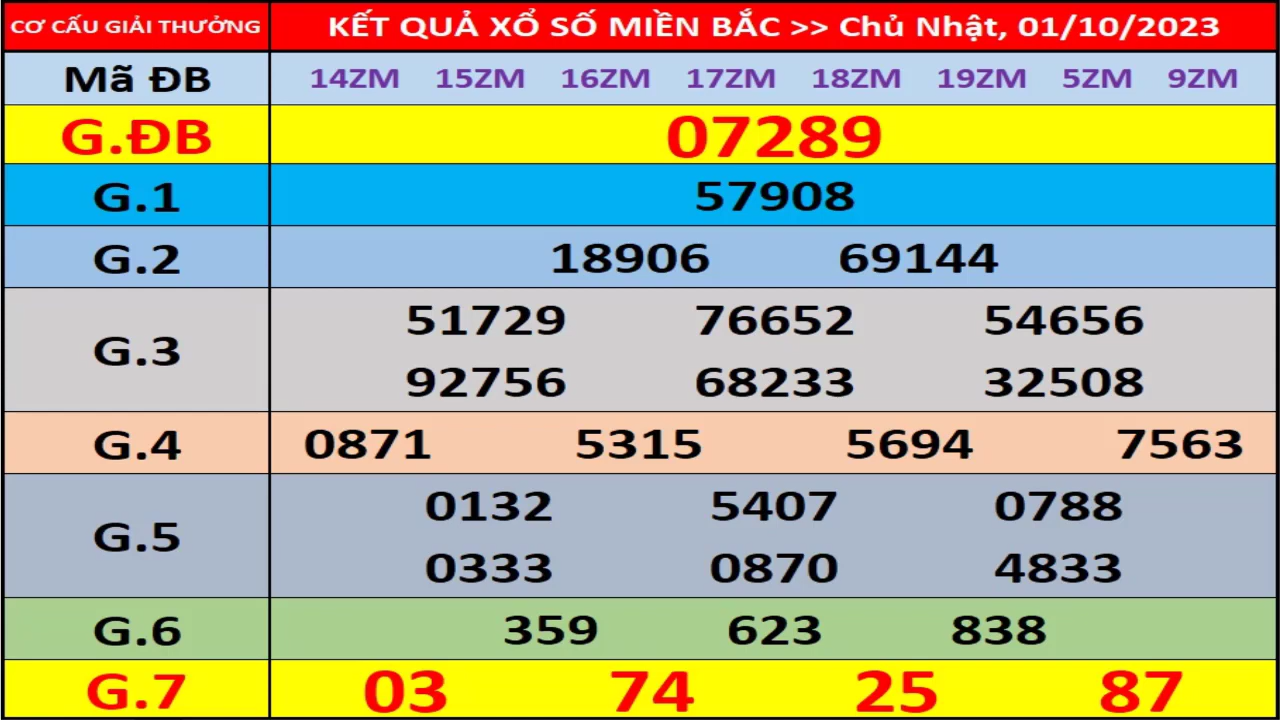 CƠ CẤU GIẢI THƯỞNG KẾT QUẢ XỔ SỐ MIỀN BẮC >> Chủ Nhật, 01/10/2023
Mã ĐB 14ZM 15ZM 16ZM 17ZM 18ZM 19ZM 5ZM 9ZM
G.ĐB 07289
G.1 57908
G.2 18906 69144
G.3 51729 76652 54656
92756 68233 32508
G.4 0871 5315 5694 7563
G.5 0132 5407 0788
0333 0870 4833
G.6 359 623 838
G.7 03 74 25 87